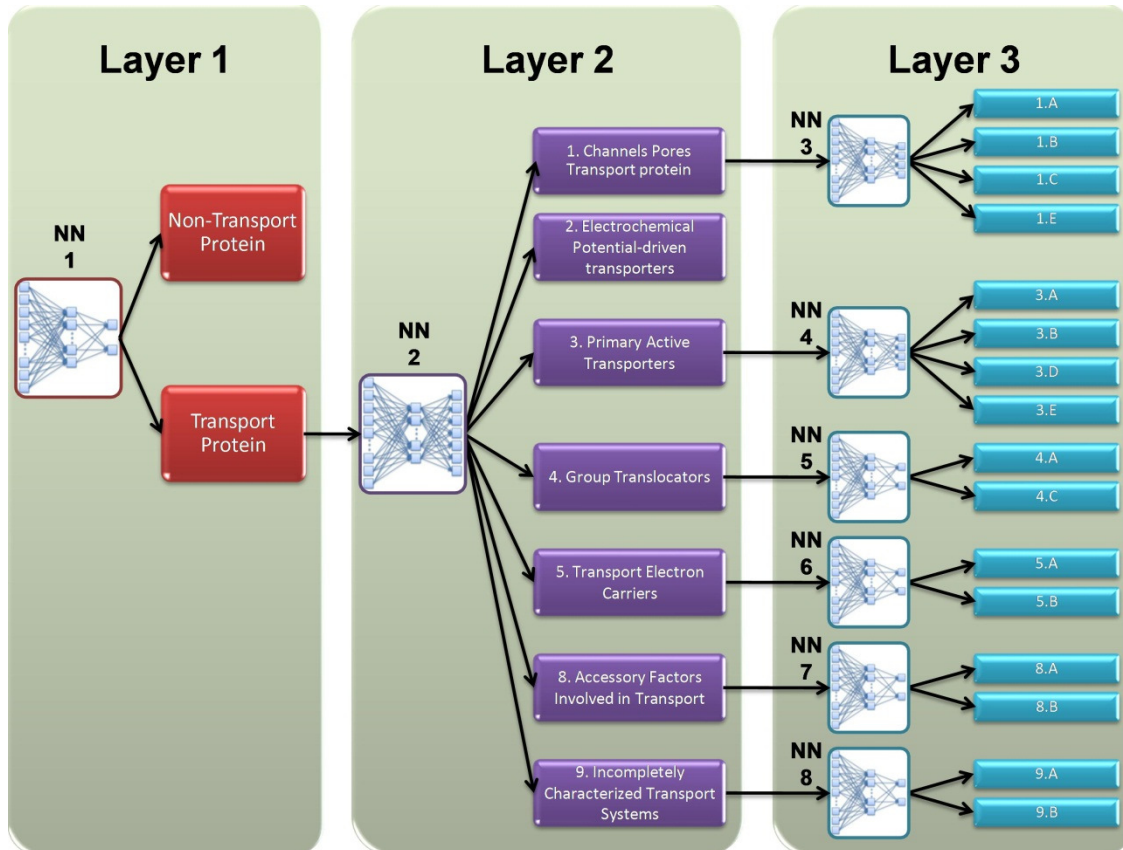 Layer 1
NN
1
Non-Transport
Protein
Transport
Protein
Layer 2
NN
2
1. Channels Pores
Transport protein
2. Electrochemical
Potential-driven
transporters
3. Primary Active
Transporters
4. Group Translocators
5. Transport Electron
Carriers
8. Accessory Factors
Involved in Transport
9. Incompletely
Characterized Transport
Systems
Layer 3
NN
3
1.A
1.B
1.C
1.E
NN
4
3.A
3.B
3.D
3.E
NN
5
4.A
4.C
NN
6
5.A
5.B
NN
7
8.A
8.B
NN
8
9.A
9.B